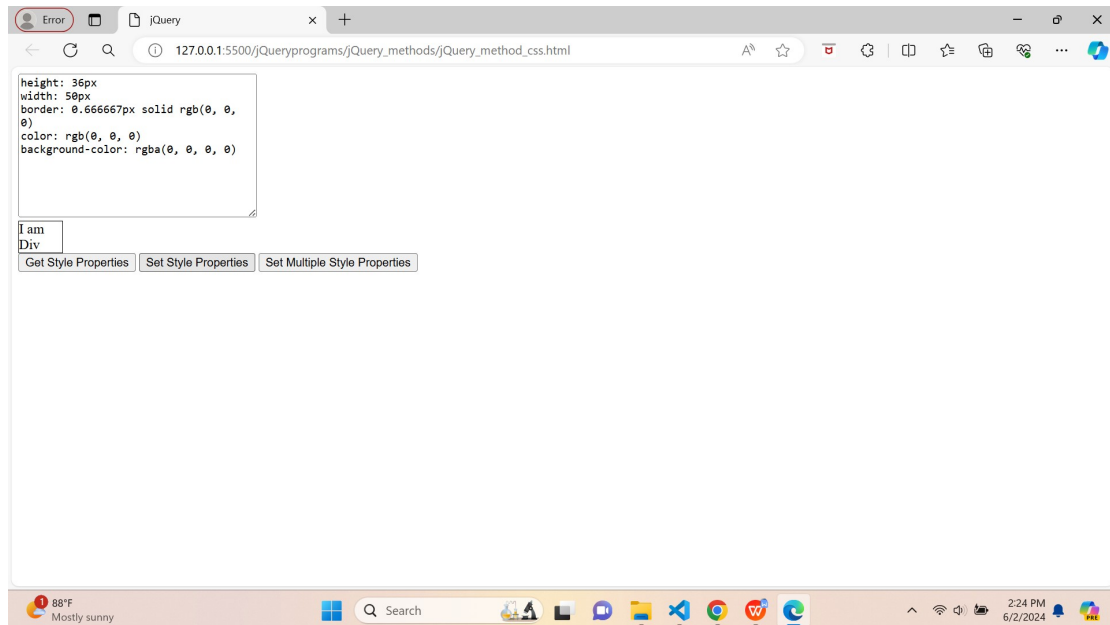 Error
jQuery
127.0.0.1:5500/jQueryprograms/jQuery_methods/jQuery_method_css.html
height: 36px
width: 50px
border: 0.666667px solid rgb(0, 0,
0)
color: rgb(0, 0, 0)
background-color: rgba(0, 0, 0, 0)
I am
Div
Get Style Properties
Set Style Properties
Set Multiple Style Properties
1
88°F
Mostly sunny
Search
2:24 PM
6/2/2024
PRE